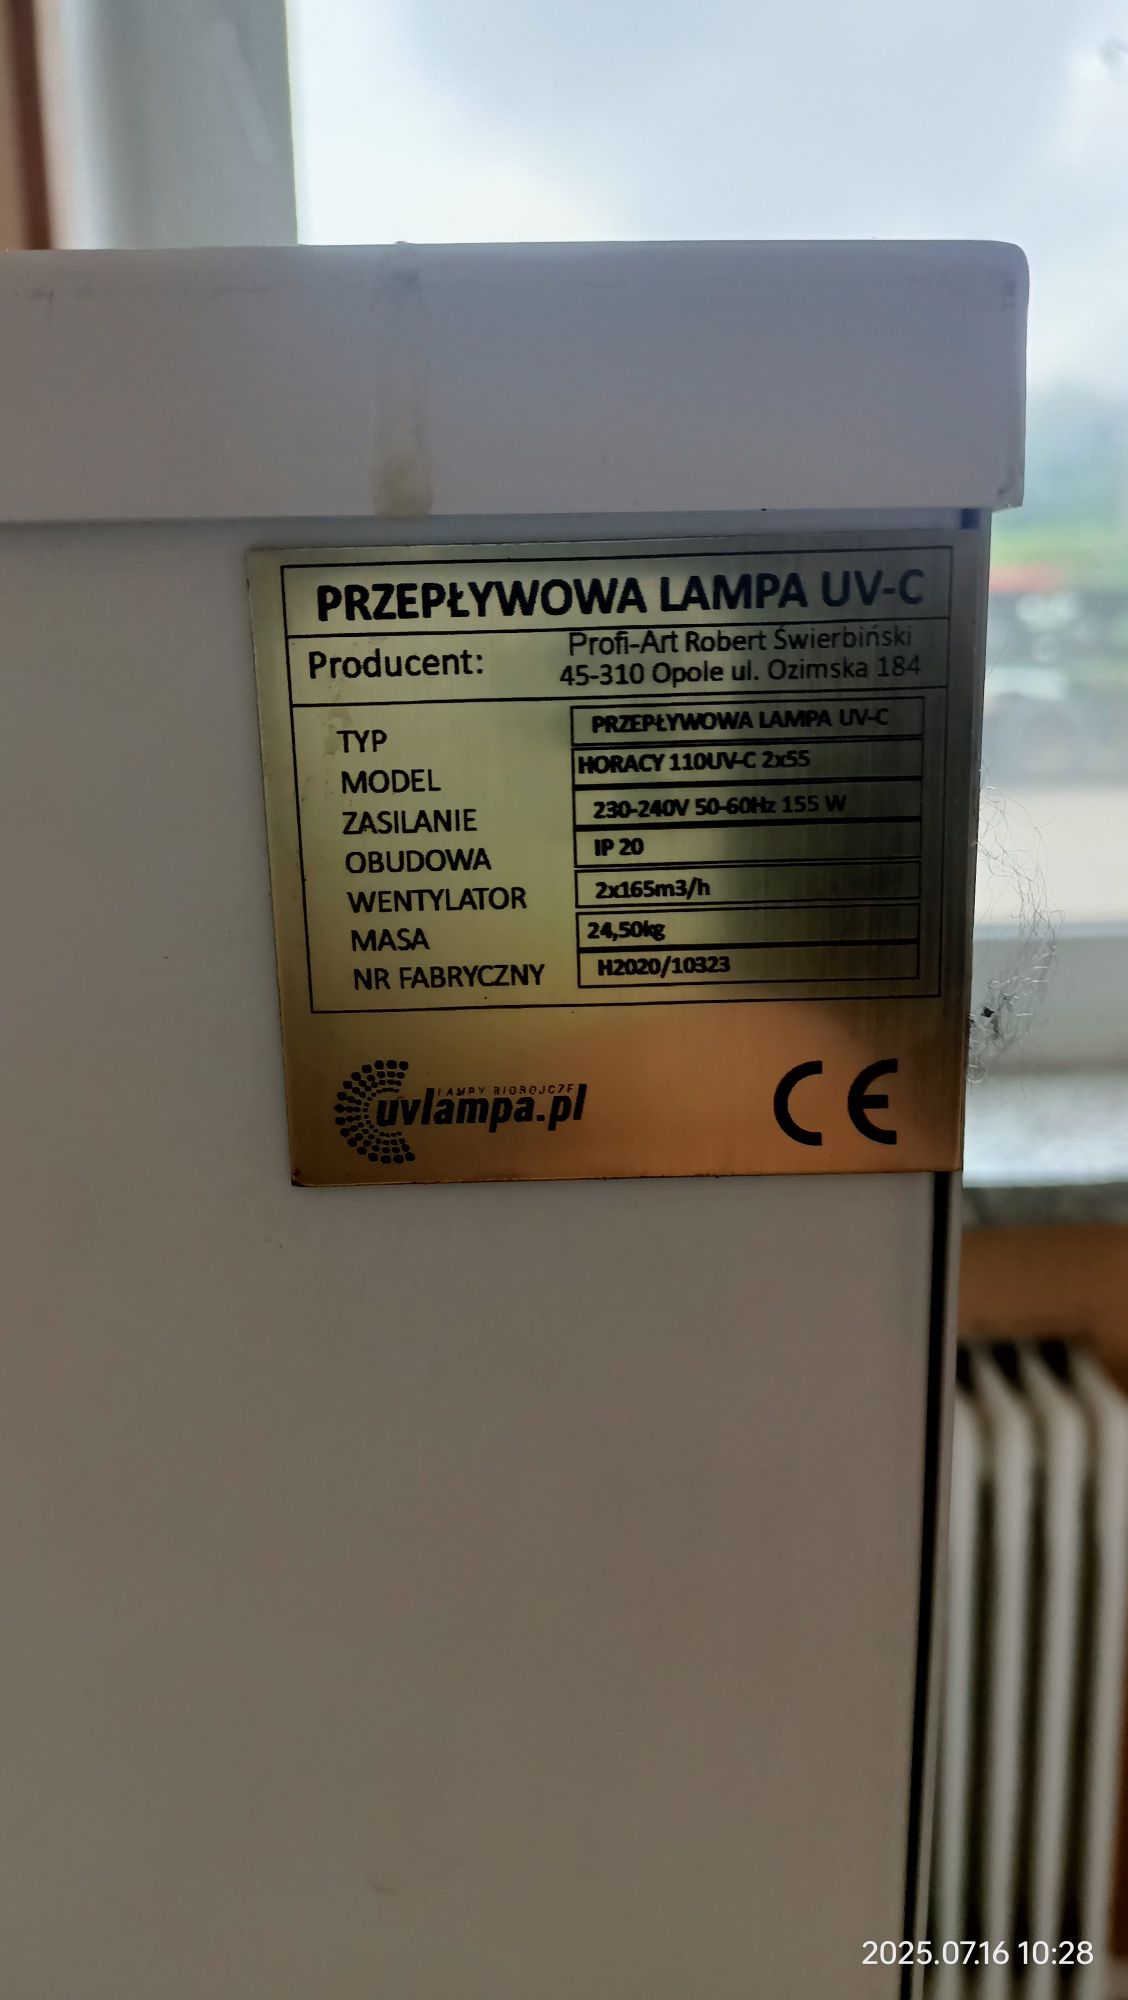 PRZEPŁYWOWA LAMPA UV-C
Producent: Profi-Art Robert Świerbiński
45-310 Opole ul. Ozimska 184
TYP PRZEPŁYWOWA LAMPA UV-C
MODEL HORACY 110UV-C 2x55
ZASILANIE 230-240V 50-60Hz 155 W
OBUDOWA IP 20
WENTYLATOR 2x165m3/h
MASA 24,50kg
NR FABRYCZNY H2020/10323
LAMPY BIOBÓJCZE
uvlampa.pl
CE
2025.07.16 10:28